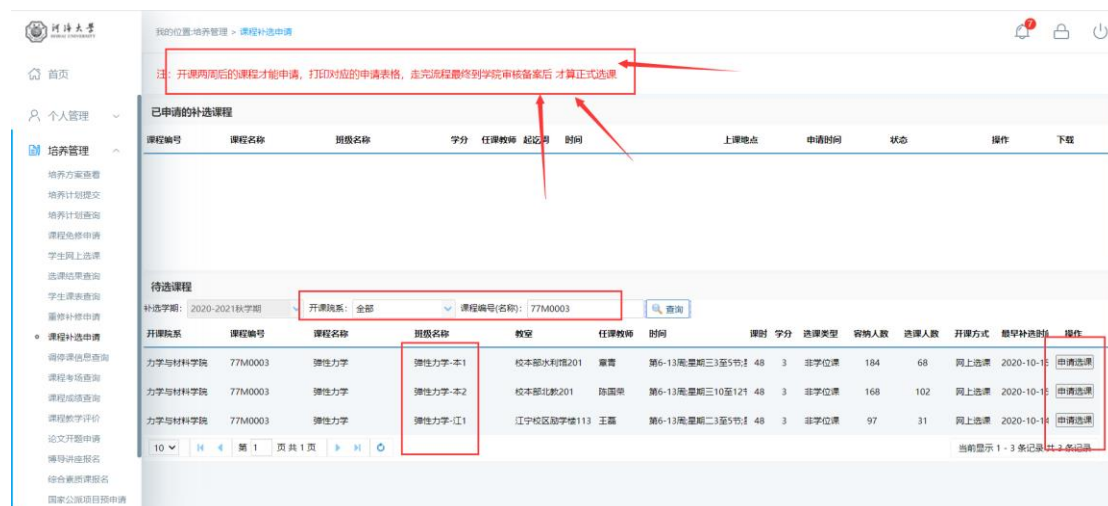 河海大学
HOHAI UNIVERSITY
我的位置:培养管理 > 课程补选申请
7
首页
注：开课两周后的课程才能申请，打印对应的申请表格，走完流程最终到学院审核备案后 才算正式选课
个人管理
已申请的补选课程
课程编号 课程名称 班级名称 学分 任课教师 起讫周 时间 上课地点 申请时间 状态 操作 下载
培养管理
培养方案查看
培养计划提交
培养计划查询
课程免修申请
学生网上选课
选课结果查询
学生课表查询
重修补修申请
课程补选申请
调停课信息查询
课程考场查询
课程成绩查询
课程教学评价
论文开题申请
博导讲座报名
综合素质课报名
国家公派项目预申请
待选课程
补选学期: 2020-2021秋学期 开课院系: 全部 课程编号(名称): 77M0003 查询
开课院系 课程编号 课程名称 班级名称 教室 任课教师 时间 课时 学分 选课类型 容纳人数 选课人数 开课方式 最早补选时 操作
力学与材料学院 77M0003 弹性力学 弹性力学-本1 校本部水利馆201 章青 第6-13周:星期三3至5节; 48 3 非学位课 184 68 网上选课 2020-10-15 申请选课
力学与材料学院 77M0003 弹性力学 弹性力学-本2 校本部北教201 陈国荣 第6-13周:星期三10至12节 48 3 非学位课 168 102 网上选课 2020-10-15 申请选课
力学与材料学院 77M0003 弹性力学 弹性力学-江1 江宁校区励学楼113 王磊 第6-13周:星期二3至5节; 48 3 非学位课 97 31 网上选课 2020-10-14 申请选课
10 第 1 页共1页 当前显示 1 - 3 条记录 共 3 条记录